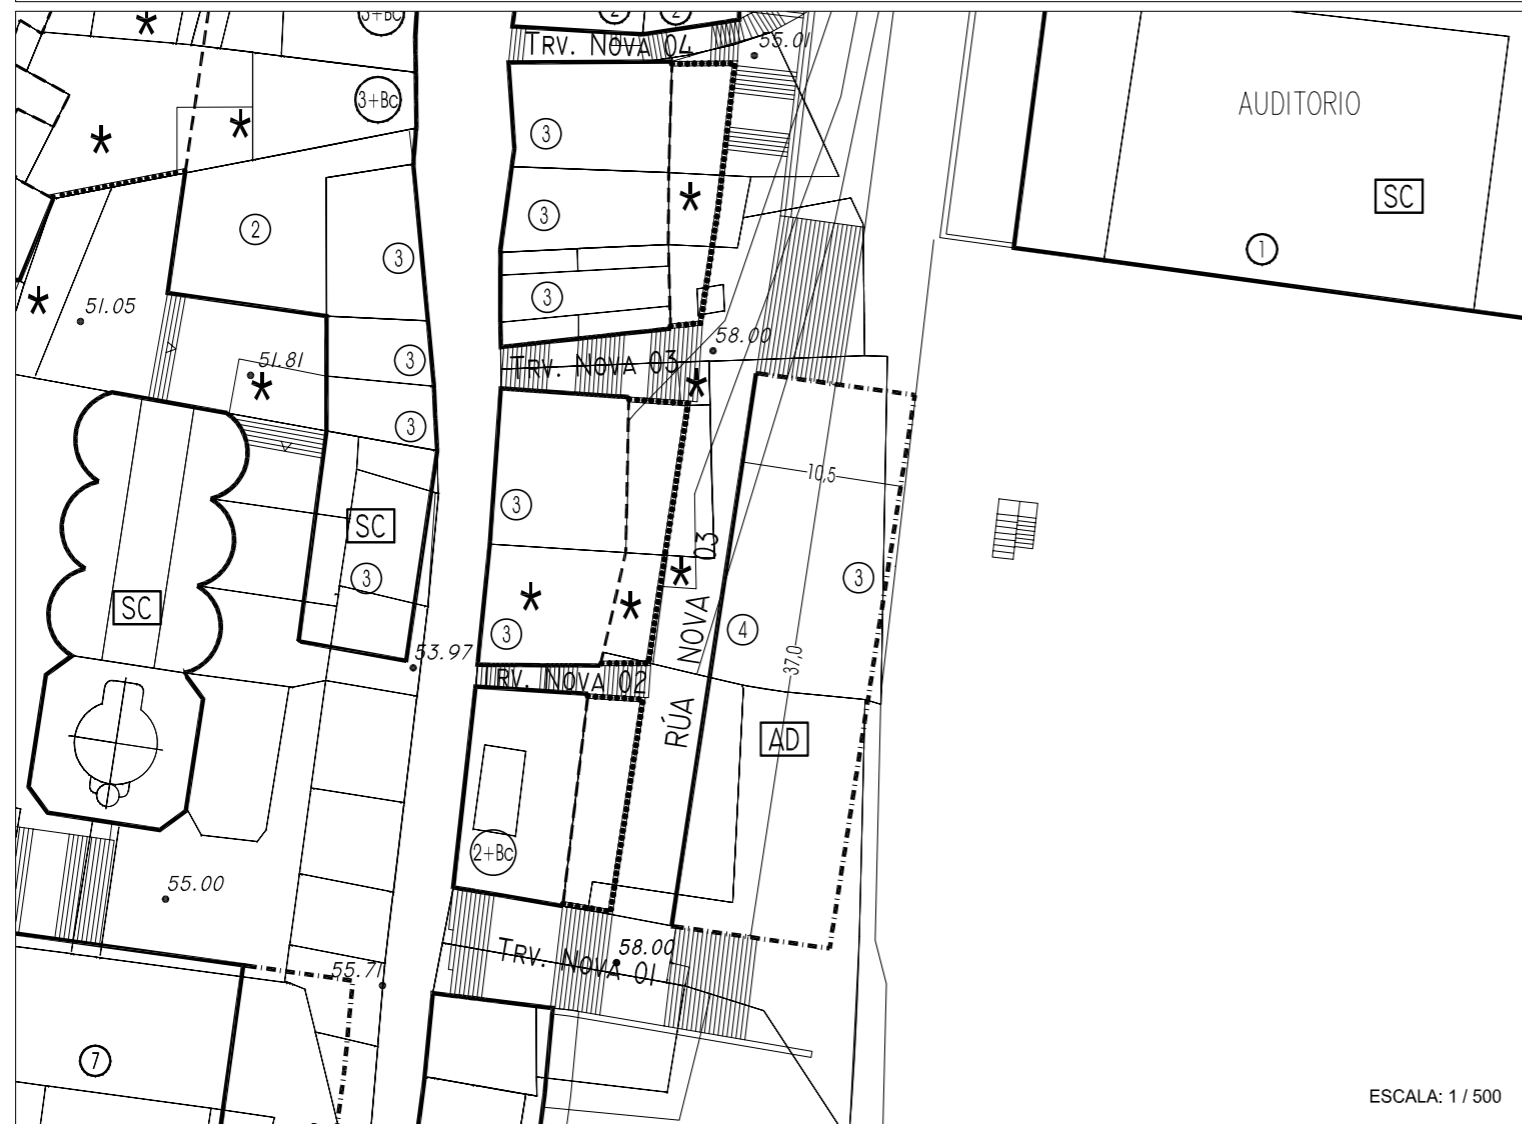 3+Bc
2
2
TRV. NOVA 04
55.01
3+Bc
AUDITORIO
3
SC
2
3
3
1
3
3
51.05
58.00
51.81
3
TRV. NOVA 03
3
10,5
3
SC
3
3
03
SC
3
4
NOVA
RÚA
37,0
53.97
RV. NOVA 02
AD
2+Bc
55.00
TRV. NOVA 01
58.00
55.71
7
ESCALA: 1 / 500